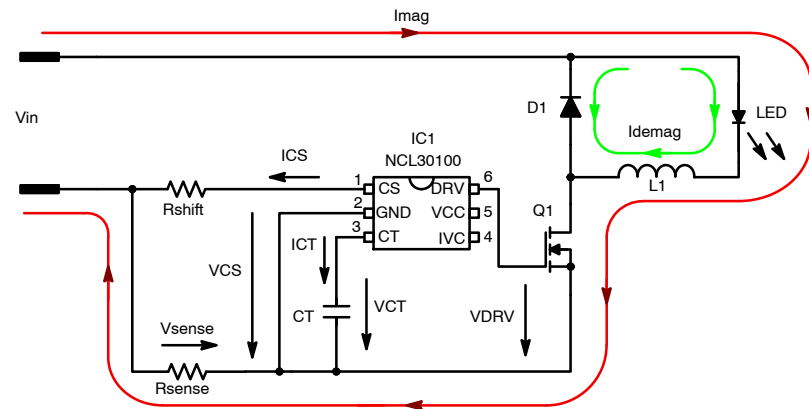 Imag
Vin
D1
LED
Idemag
L1
IC1
NCL30100
ICS
1
CS
DRV
6
Rshift
2
GND
VCC
5
3
CT
IVC
4
Q1
ICT
VCS
CT
VCT
VDRV
Vsense
Rsense